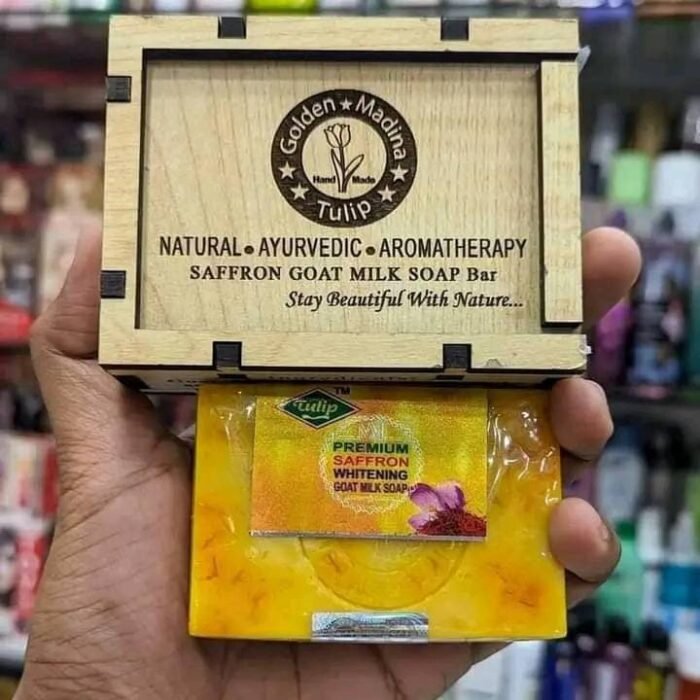 Golden ★ Madina
Hand Made
Tulip
NATURAL • AYURVEDIC • AROMATHERAPY
SAFFRON GOAT MILK SOAP Bar
Stay Beautiful With Nature...
TM
Tulip
PREMIUM
SAFFRON
WHITENING
GOAT MILK SOAP